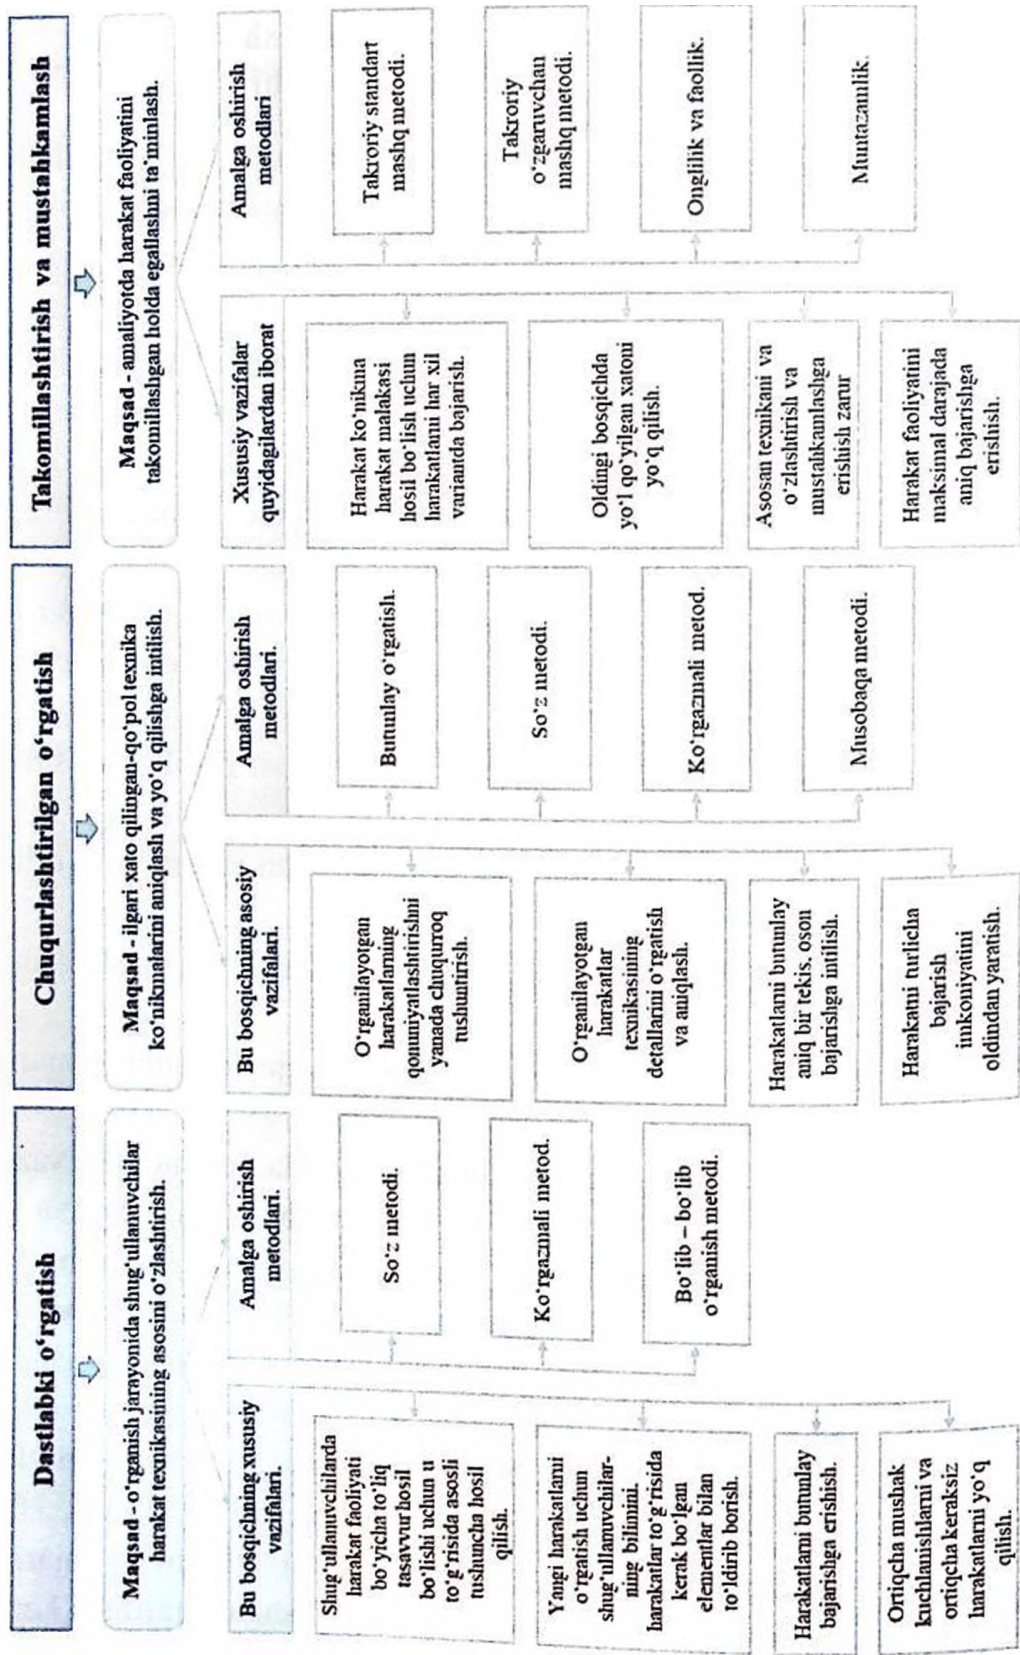 Dastlabki o‘rgatish
Maqsad - o‘rganish jarayonida shug‘ullanuvchilar
harakat texnikasining asosini o‘zlashtirish.
Bu bosqichning xususiy
vazifalari.
Shug‘ullanuvchilarda
harakat faoliyati
bo‘yicha to‘liq
tasavvur hosil
bo‘lishi uchun u
to‘g‘risida asosli
tushuncha hosil
qilish.
Yangi harakatlarni
o‘rgatish uchun
shug‘ullanuvchilar-
ning bilimini,
harakatlar to‘g‘risida
kerak bo‘lgan
elementlar bilan
to‘ldirib borish.
Harakatlarni butunlay
bajarishga erishish.
Ortiqcha mushak
kuchlanishlarni va
ortiqcha keraksiz
harakatlarni yo‘q
qilish.
Amalga oshirish
metodlari.
So‘z metodi.
Ko‘rgazmali metod.
Bo‘lib – bo‘lib
o‘rganish metodi.
Chuqurlashtirilgan o‘rgatish
Maqsad - ilgari xato qilingan-qo‘pol texnika
ko‘nikmalarini aniqlash va yo‘q qilishga intilish.
Bu bosqichning asosiy
vazifalari.
O‘rganilayotgan
harakatlarning
qonuniyatlashtirishni
yanada chuqurroq
tushuntirish.
O‘rganilayotgan
harakatlar
texnikasining
detallarini o‘rgatish
va aniqlash.
Harakatlarni butunlay
aniq bir tekis, oson
bajarishga intilish.
Harakatni turlicha
bajarish
imkoniyatini
oldindan yaratish.
Amalga oshirish
metodlari.
Butunlay o‘rgatish.
So‘z metodi.
Ko‘rgazmali metod.
Musobaqa metodi.
Takomillashtirish va mustahkamlash
Maqsad - amaliyotda harakat faoliyatini
takomillashgan holda egallashni ta’minlash.
Xususiy vazifalar
quyidagilardan iborat
Harakat ko‘nikma
harakat malakasi
hosil bo‘lish uchun
harakatlarni har xil
variantda bajarish.
Oldingi bosqichda
yo‘l qo‘yilgan xatoni
yo‘q qilish.
Asosan texnikani va
o‘zlashtirish va
mustahkamlashga
erishish zarur
Harakat faoliyatini
maksimal darajada
aniq bajarishga
erishish.
Amalga oshirish
metodlari
Takroriy standart
mashq metodi.
Takroriy
o‘zgaruvchan
mashq metodi.
Onglilik va faollik.
Muntazamlik.